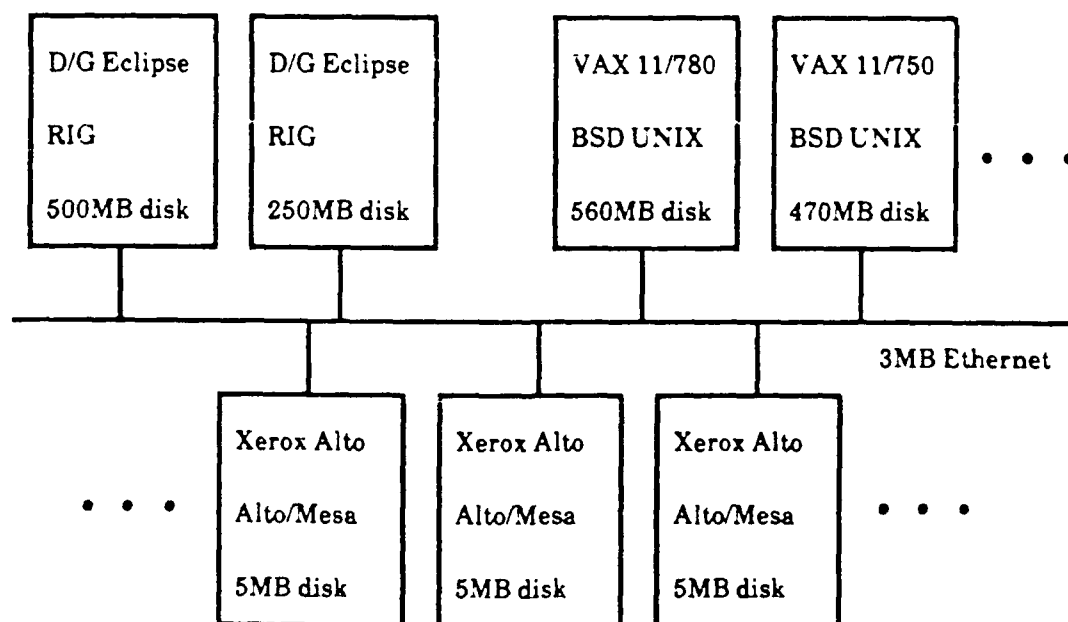 D/G Eclipse
RIG
500MB disk
D/G Eclipse
RIG
250MB disk
VAX 11/780
BSD UNIX
560MB disk
VAX 11/750
BSD UNIX
470MB disk
3MB Ethernet
Xerox Alto
Alto/Mesa
5MB disk
Xerox Alto
Alto/Mesa
5MB disk
Xerox Alto
Alto/Mesa
5MB disk